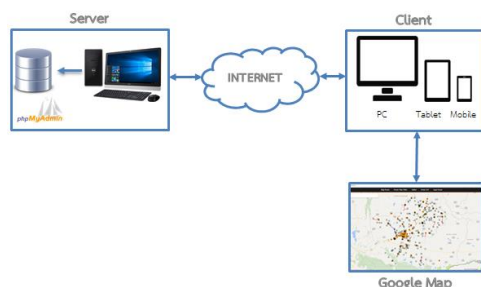 Server
Client
INTERNET
phpMyAdmin
PC
Tablet
Mobile
Google Map